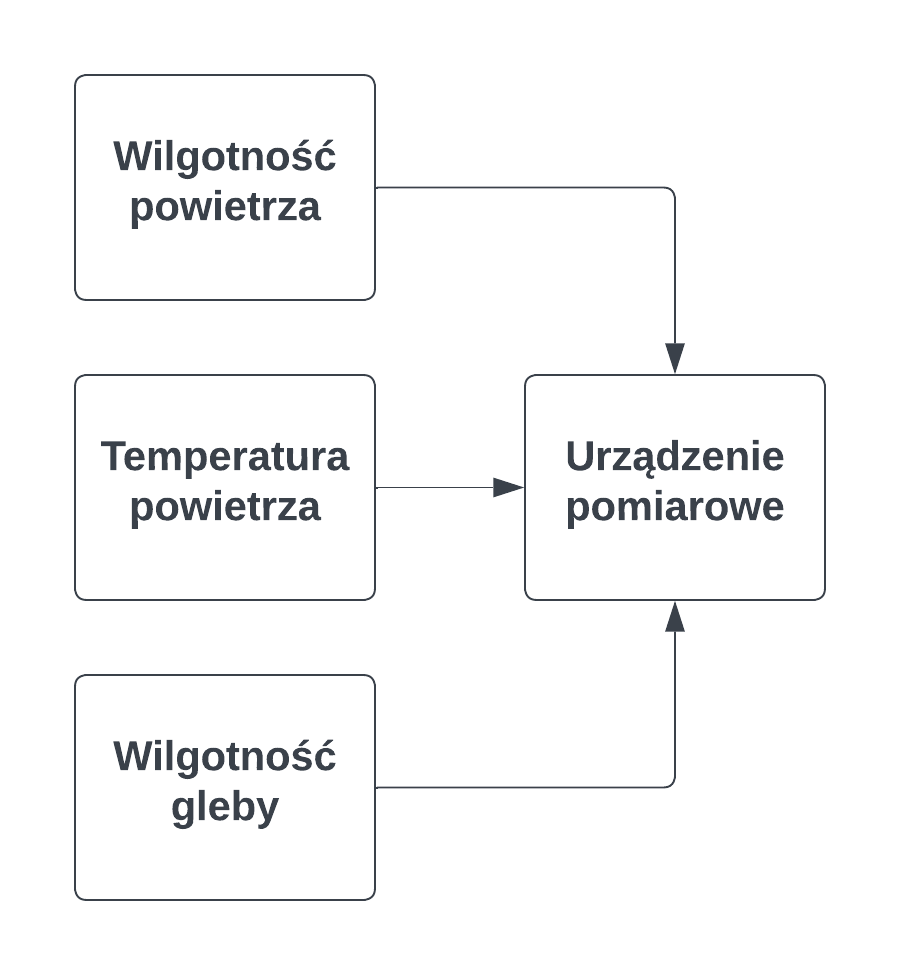 Wilgotność
powietrza
Temperatura
powietrza
Urządzenie
pomiarowe
Wilgotność
gleby